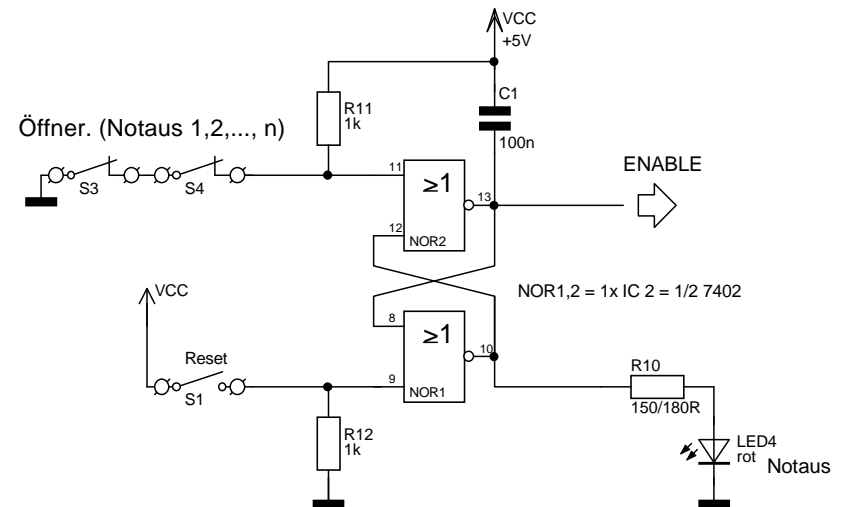 VCC
+5V
C1
100n
R11
1k
Öffner. (Notaus 1,2,..., n)
S3
S4
11
≥1
13
12
NOR2
ENABLE
NOR1,2 = 1x IC 2 = 1/2 7402
VCC
8
≥1
10
9
NOR1
Reset
S1
R12
1k
R10
150/180R
LED4
rot
Notaus